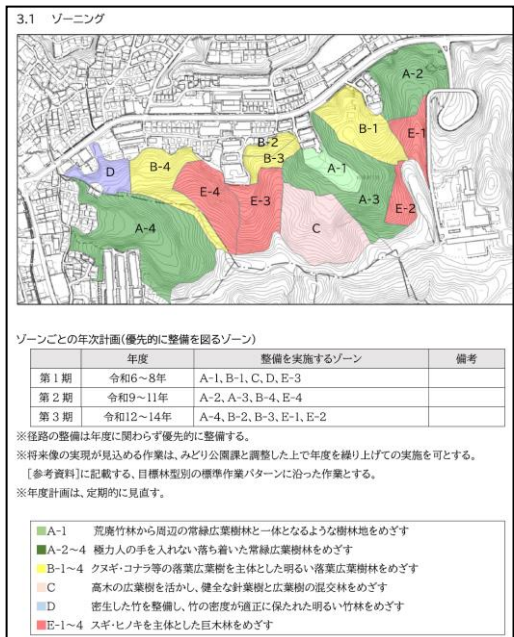 3.1 ゾーニング
A-2
B-1
E-1
B-2
B-3
D
B-4
A-1
E-4
E-3
A-3
E-2
A-4
C
ゾーンごとの年次計画(優先的に整備を図るゾーン)
年度 整備を実施するゾーン 備考
第1期 令和6~8年 A-1、B-1、C、D、E-3
第2期 令和9~11年 A-2、A-3、B-4、E-4
第3期 令和12~14年 A-4、B-2、B-3、E-1、E-2
※径路の整備は年度に関わらず優先的に整備する。
※将来像の実現が見込める作業は、みどり公園課と調整した上で年度を繰り上げての実施を可とする。
[参考資料]に記載する、目標林型別の標準作業パターンに沿った作業とする。
※年度計画は、定期的に見直す。
A-1 荒廃竹林から周辺の常緑広葉樹林と一体となるような樹林地をめざす
A-2~4 極力人の手を入れない落ち着いた常緑広葉樹林をめざす
B-1~4 クヌギ・コナラ等の落葉広葉樹を主体とした明るい落葉広葉樹林をめざす
C 高木の広葉樹を活かし、健全な針葉樹と広葉樹の混交林をめざす
D 密生した竹を整備し、竹の密度が適正に保たれた明るい竹林をめざす
E-1~4 スギ・ヒノキを主体とした巨木林をめざす